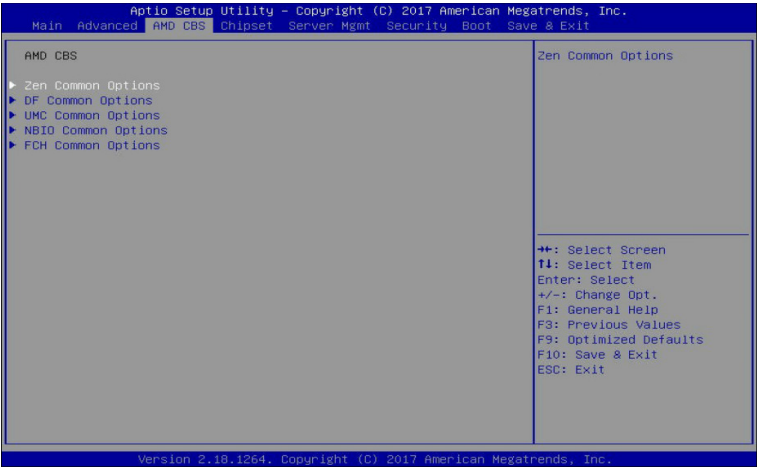 Aptio Setup Utility – Copyright (C) 2017 American Megatrends, Inc.
Main Advanced AMD CBS Chipset Server Mgmt Security Boot Save & Exit
AMD CBS
▶ Zen Common Options
▶ DF Common Options
▶ UMC Common Options
▶ NBIO Common Options
▶ FCH Common Options
Zen Common Options
→←: Select Screen
↑↓: Select Item
Enter: Select
+/-: Change Opt.
F1: General Help
F3: Previous Values
F9: Optimized Defaults
F10: Save & Exit
ESC: Exit
Version 2.18.1264. Copyright (C) 2017 American Megatrends, Inc.